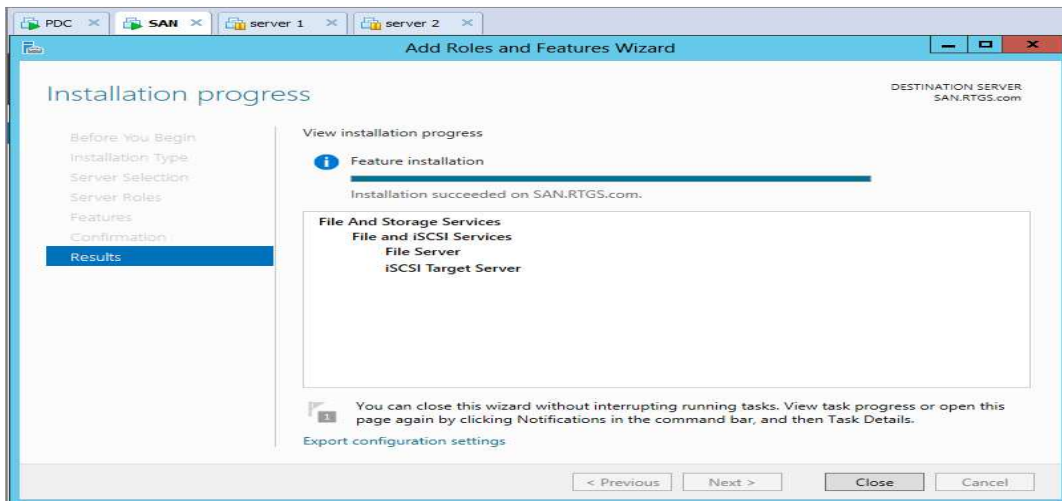 PDC × SAN × server 1 × server 2 ×
Add Roles and Features Wizard
Installation progress
DESTINATION SERVER
SAN.RTGS.com
Before You Begin
Installation Type
Server Selection
Server Roles
Features
Confirmation
Results
View installation progress
Feature installation
Installation succeeded on SAN.RTGS.com.
File And Storage Services
File and iSCSI Services
File Server
iSCSI Target Server
1
You can close this wizard without interrupting running tasks. View task progress or open this
page again by clicking Notifications in the command bar, and then Task Details.
Export configuration settings
< Previous Next > Close Cancel